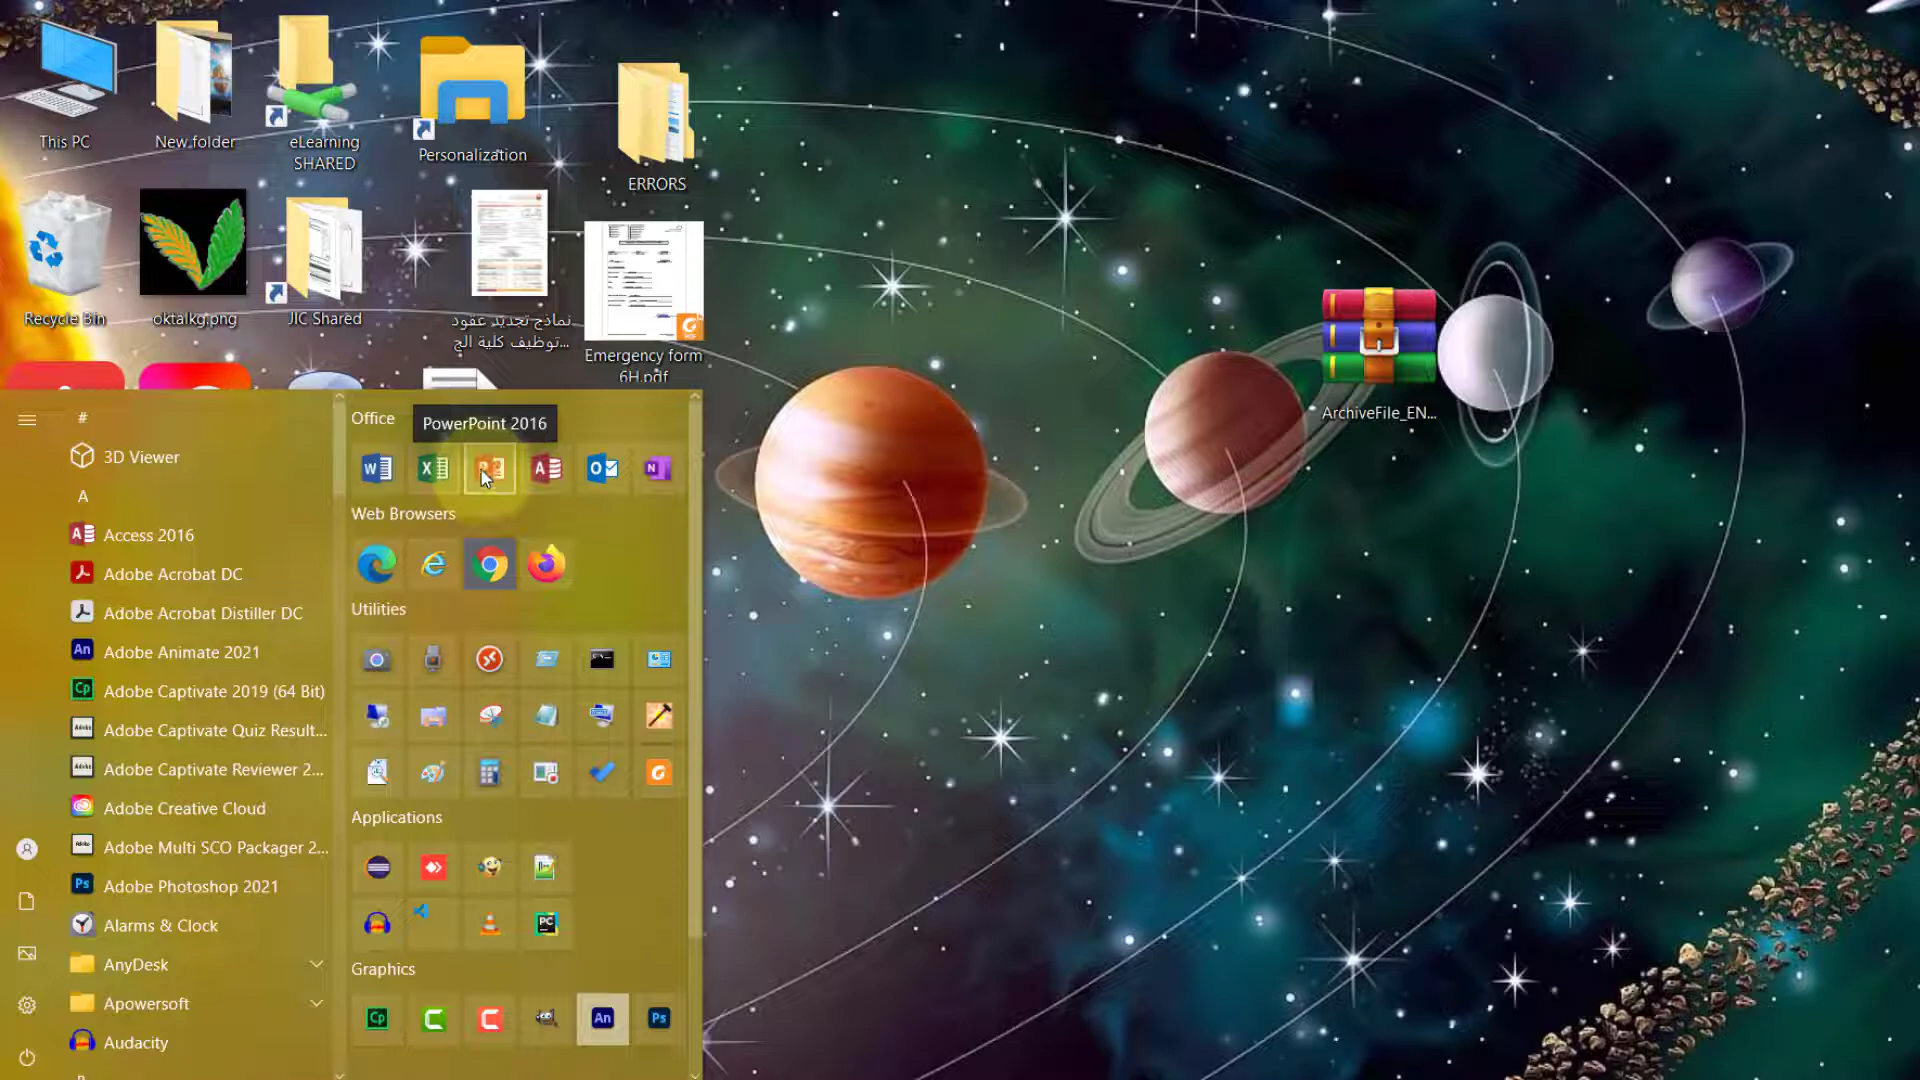 This PC
New folder
eLearning
SHARED
Personalization
ERRORS
Recycle Bin
oktalkg.png
JIC Shared
نماذج تجديد عقود
توظيف كلية الج...
Emergency form
6H.pdf
ArchiveFile_EN...
#
3D Viewer
A
Access 2016
Adobe Acrobat DC
Adobe Acrobat Distiller DC
Adobe Animate 2021
Adobe Captivate 2019 (64 Bit)
Adobe Captivate Quiz Result...
Adobe Captivate Reviewer 2...
Adobe Creative Cloud
Adobe Multi SCO Packager 2...
Adobe Photoshop 2021
Alarms & Clock
AnyDesk
Apowersoft
Audacity
Office
PowerPoint 2016
Web Browsers
Utilities
Applications
Graphics